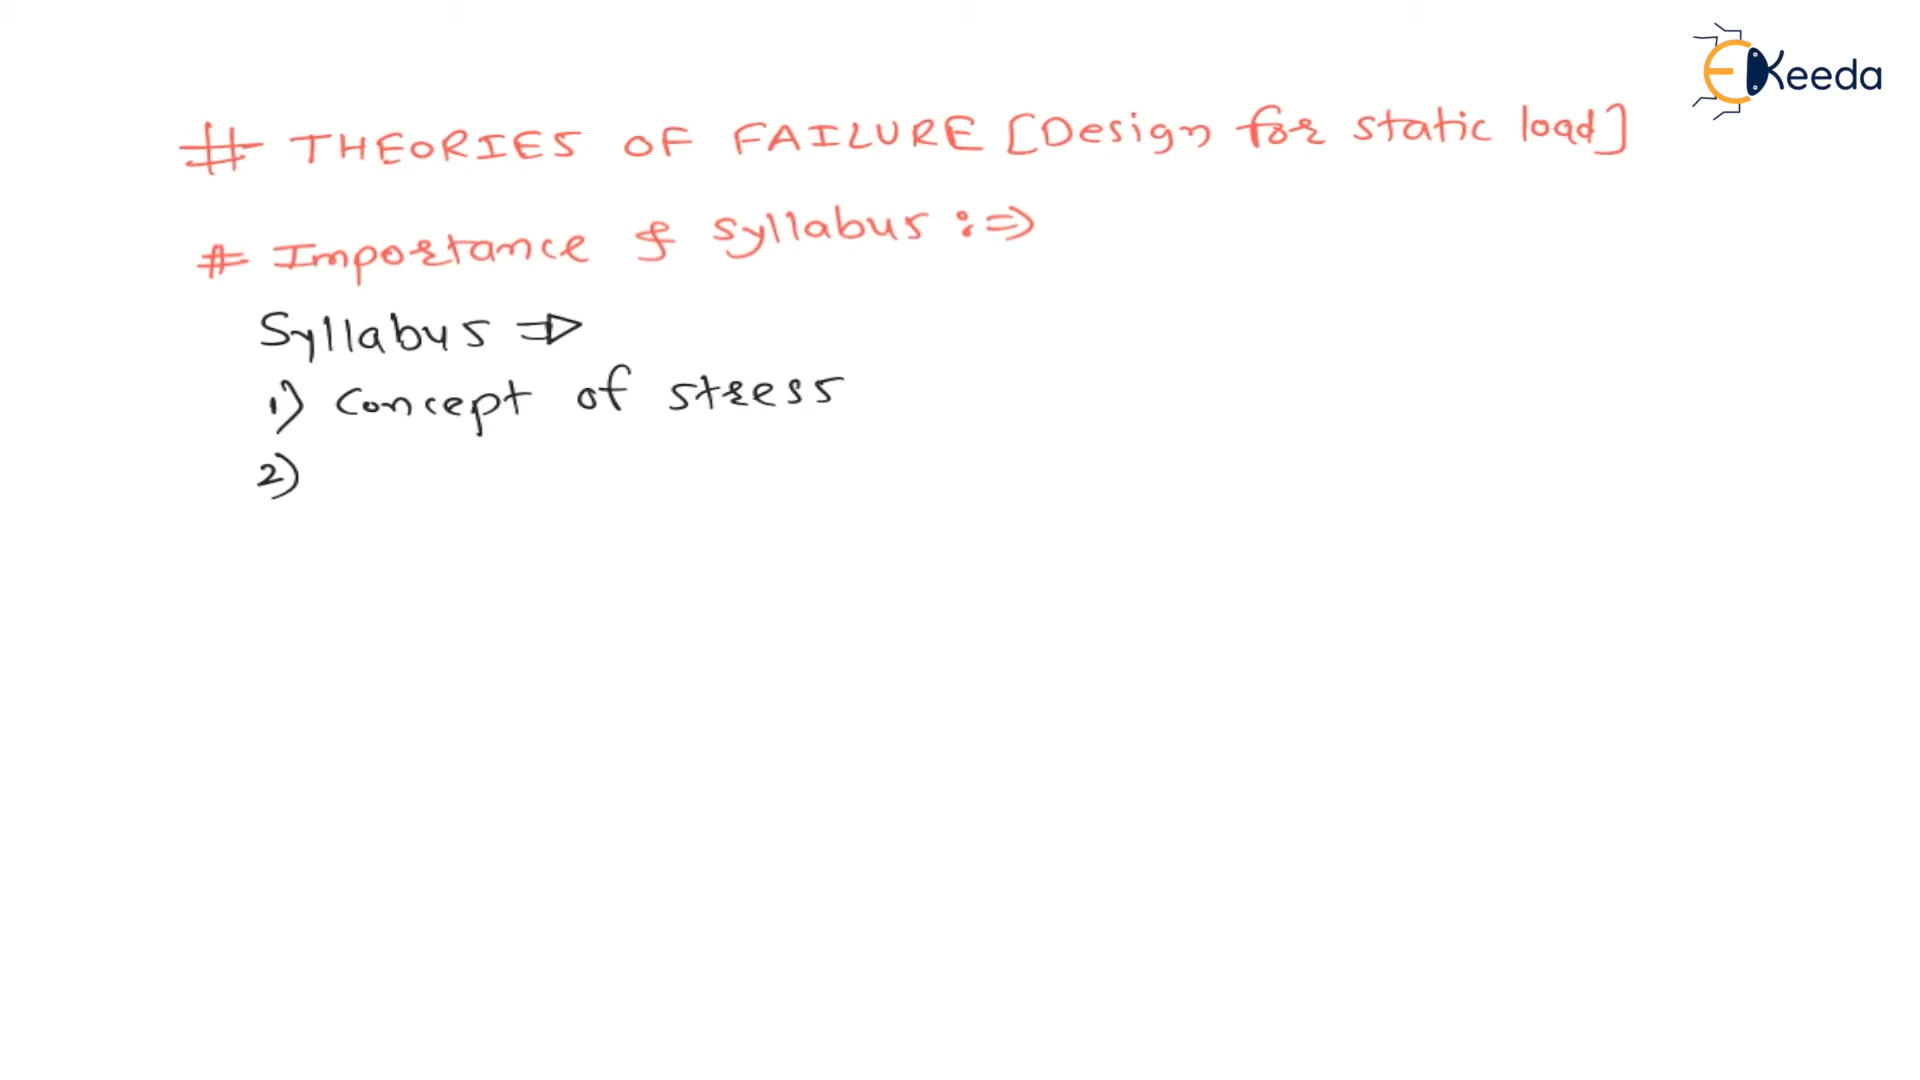 EKeeda
# THEORIES OF FAILURE [Design for static load]
# Importance & syllabus :⇒
Syllabus ⇒
1) concept of stress
2)